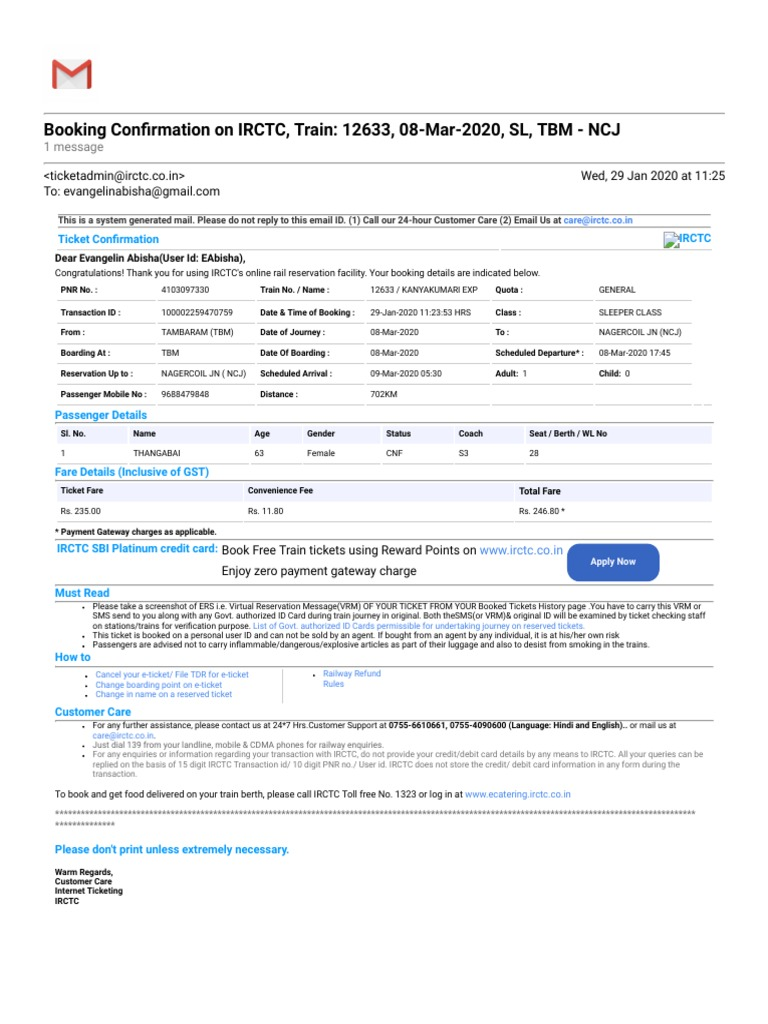 Booking Confirmation on IRCTC, Train: 12633, 08-Mar-2020, SL, TBM - NCJ
1 message
<ticketadmin@irctc.co.in> Wed, 29 Jan 2020 at 11:25
To: evangelinabisha@gmail.com
This is a system generated mail. Please do not reply to this email ID. (1) Call our 24-hour Customer Care (2) Email Us at care@irctc.co.in
Ticket Confirmation IRCTC
Dear Evangelin Abisha(User Id: EAbisha),
Congratulations! Thank you for using IRCTC's online rail reservation facility. Your booking details are indicated below.
PNR No. : 4103097330 Train No. / Name : 12633 / KANYAKUMARI EXP Quota : GENERAL
Transaction ID : 100002259470759 Date & Time of Booking : 29-Jan-2020 11:23:53 HRS Class : SLEEPER CLASS
From : TAMBARAM (TBM) Date of Journey : 08-Mar-2020 To : NAGERCOIL JN (NCJ)
Boarding At : TBM Date Of Boarding : 08-Mar-2020 Scheduled Departure* : 08-Mar-2020 17:45
Reservation Up to : NAGERCOIL JN ( NCJ) Scheduled Arrival : 09-Mar-2020 05:30 Adult: 1 Child: 0
Passenger Mobile No : 9688479848 Distance : 702KM
Passenger Details
Sl. No. Name Age Gender Status Coach Seat / Berth / WL No
1 THANGABAI 63 Female CNF S3 28
Fare Details (Inclusive of GST)
Ticket Fare Convenience Fee Total Fare
Rs. 235.00 Rs. 11.80 Rs. 246.80 *
* Payment Gateway charges as applicable.
IRCTC SBI Platinum credit card: Book Free Train tickets using Reward Points on www.irctc.co.in
Enjoy zero payment gateway charge
Apply Now
Must Read
• Please take a screenshot of ERS i.e. Virtual Reservation Message(VRM) OF YOUR TICKET FROM YOUR Booked Tickets History page .You have to carry this VRM or
SMS send to you along with any Govt. authorized ID Card during train journey in original. Both theSMS(or VRM)& original ID will be examined by ticket checking staff
on stations/trains for verification purpose. List of Govt. authorized ID Cards permissible for undertaking journey on reserved tickets.
• This ticket is booked on a personal user ID and can not be sold by an agent. If bought from an agent by any individual, it is at his/her own risk
• Passengers are advised not to carry inflammable/dangerous/explosive articles as part of their luggage and also to desist from smoking in the trains.
How to
• Cancel your e-ticket/ File TDR for e-ticket
• Change boarding point on e-ticket
• Change in name on a reserved ticket
• Railway Refund
Rules
Customer Care
• For any further assistance, please contact us at 24*7 Hrs.Customer Support at 0755-6610661, 0755-4090600 (Language: Hindi and English).. or mail us at
care@irctc.co.in.
• Just dial 139 from your landline, mobile & CDMA phones for railway enquiries.
• For any enquiries or information regarding your transaction with IRCTC, do not provide your credit/debit card details by any means to IRCTC. All your queries can be
replied on the basis of 15 digit IRCTC Transaction id/ 10 digit PNR no./ User id. IRCTC does not store the credit/ debit card information in any form during the
transaction.
To book and get food delivered on your train berth, please call IRCTC Toll free No. 1323 or log in at www.ecatering.irctc.co.in
******************************************************************************************************************************************************
**************
Please don't print unless extremely necessary.
Warm Regards,
Customer Care
Internet Ticketing
IRCTC